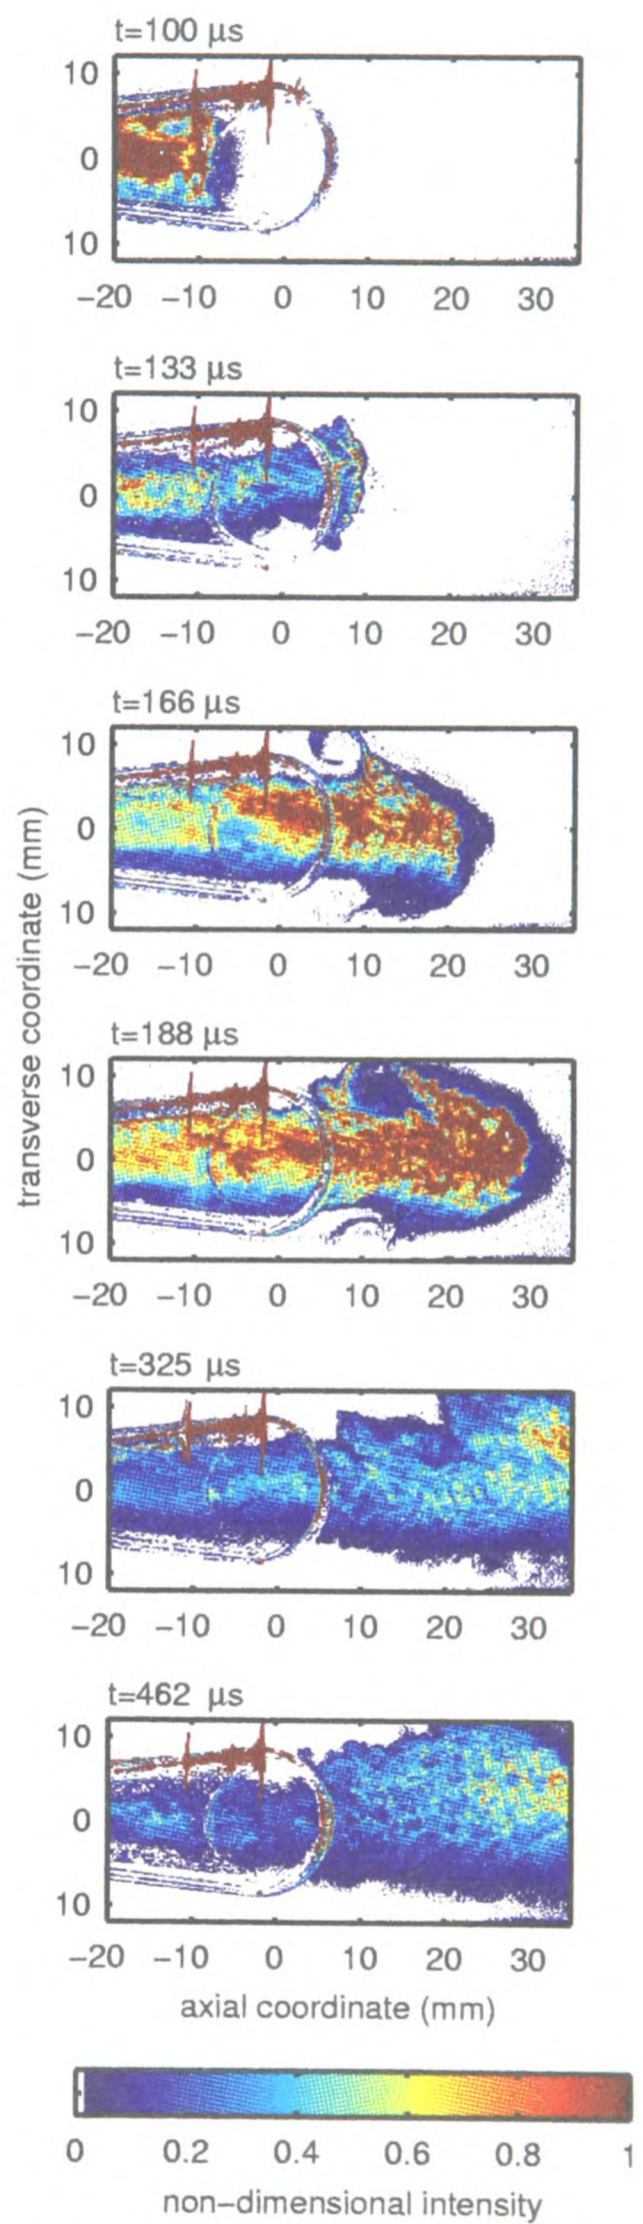 t=100 μs
10
0
10
−20 −10 0 10 20 30
t=133 μs
10
0
10
−20 −10 0 10 20 30
t=166 μs
10
0
10
−20 −10 0 10 20 30
t=188 μs
10
0
10
−20 −10 0 10 20 30
t=325 μs
10
0
10
−20 −10 0 10 20 30
t=462 μs
10
0
10
−20 −10 0 10 20 30
transverse coordinate (mm)
axial coordinate (mm)
0 0.2 0.4 0.6 0.8 1
non−dimensional intensity